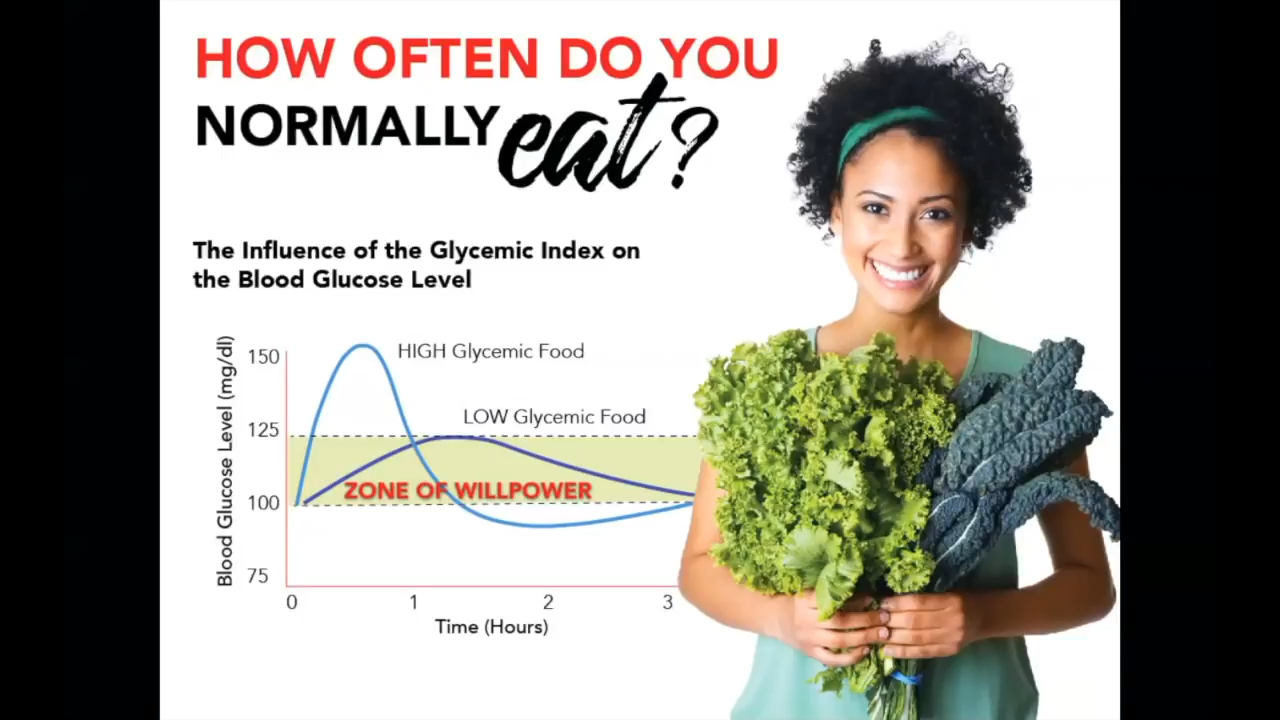 HOW OFTEN DO YOU
NORMALLY eat?
The Influence of the Glycemic Index on
the Blood Glucose Level
Blood Glucose Level (mg/dl)
150
125
100
75
HIGH Glycemic Food
LOW Glycemic Food
ZONE OF WILLPOWER
0 1 2 3
Time (Hours)